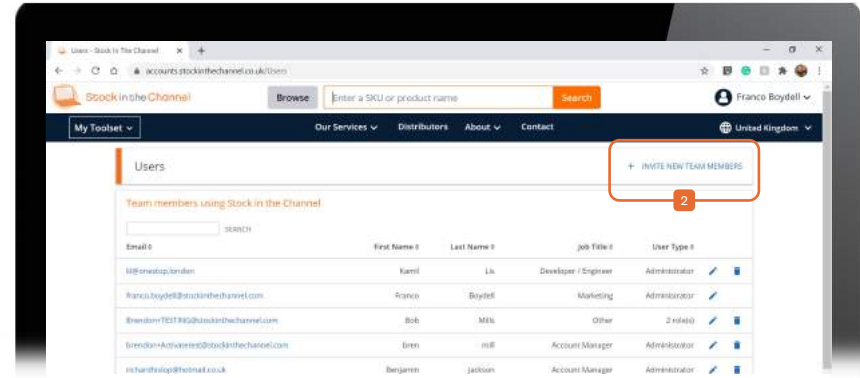 Users - Stock In The Channel × +
accounts.stockinthechannel.co.uk/Users
Stock in the Channel Browse Enter a SKU or product name Search Franco Boydell
My Toolset Our Services Distributors About Contact United Kingdom
Users + INVITE NEW TEAM MEMBERS
2
Team members using Stock in the Channel
SEARCH
Email First Name Last Name Job Title User Type
@onestop.london Kamil Lis Developer / Engineer Administrator
franco.boydell@stockinthechannel.com Franco Boydell Marketing Administrator
Brendon+TESTING@stockinthechannel.com Bob Mills Other 2 role(s)
brendon+Activatetest@stockinthechannel.com bren mill Account Manager Administrator
richardhislop@hotmail.co.uk Benjamin Jackson Account Manager Administrator